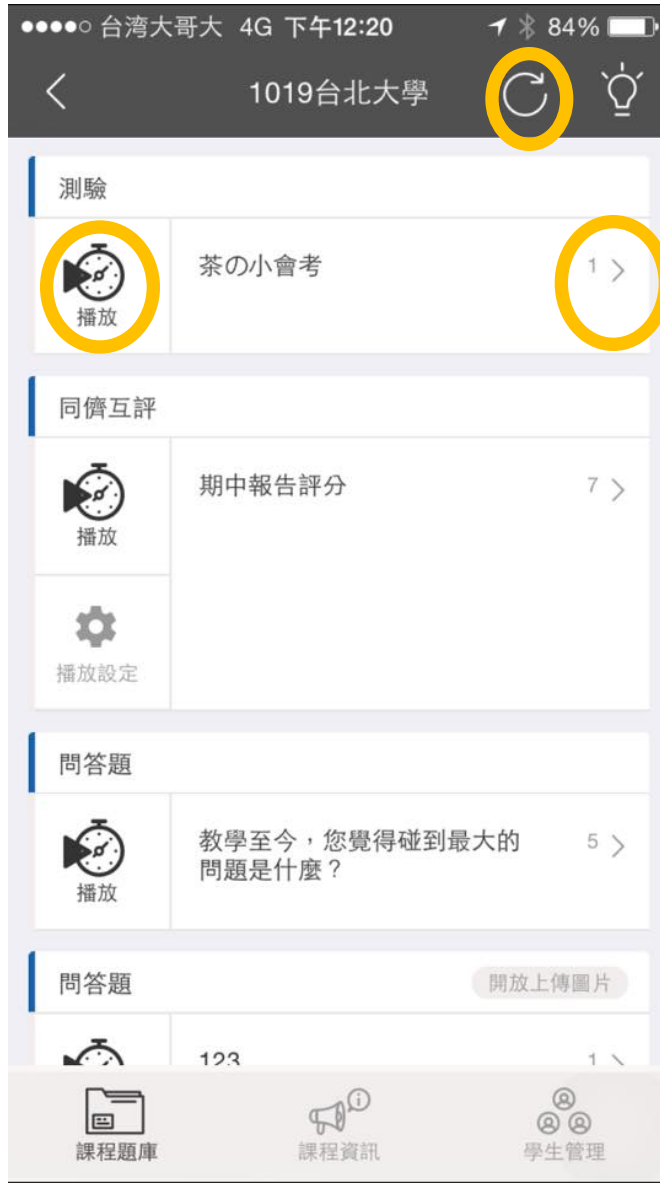 台湾大哥大 4G 下午12:20 84%
1019台北大學
測驗
茶の小會考 1
播放
同儕互評
期中報告評分 7
播放
播放設定
問答題
教學至今，您覺得碰到最大的 5
問題是什麼？
播放
問答題 開放上傳圖片
123 1
課程題庫 課程資訊 學生管理